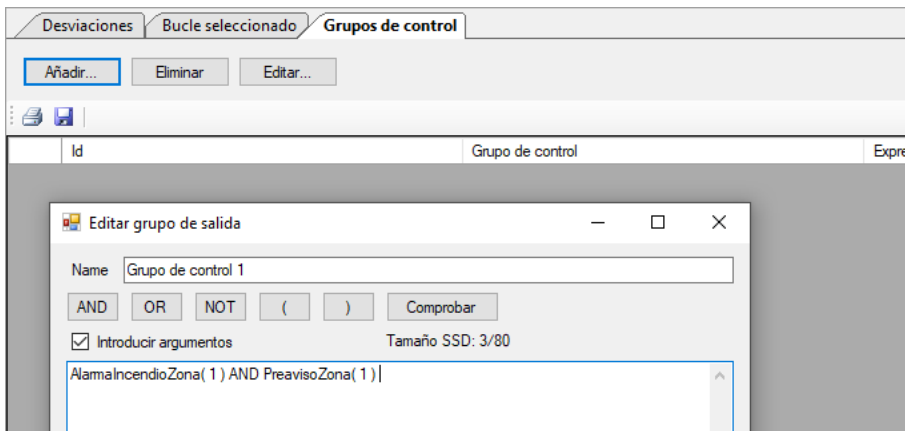 Desviaciones Bucle seleccionado Grupos de control
Añadir... Eliminar Editar...
Id Grupo de control Expre
Editar grupo de salida
Name Grupo de control 1
AND OR NOT ( ) Comprobar
Introducir argumentos Tamaño SSD: 3/80
AlarmaIncendioZona( 1 ) AND PreavisoZona( 1 )